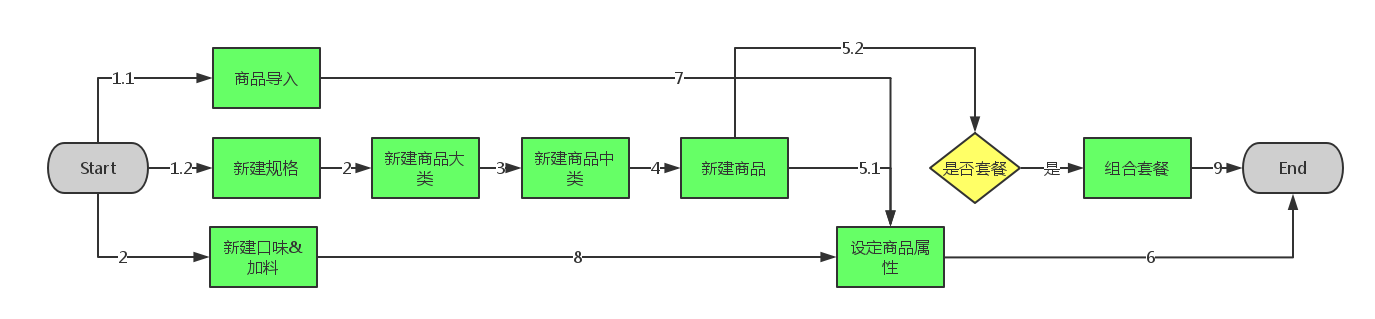 5.2
1.1
商品导入
7
Start
1.2
新建规格
2
新建商品大
类
3
新建商品中
类
4
新建商品
5.1
是否套餐
是
组合套餐
9
End
2
新建口味&
加料
8
设定商品属
性
6